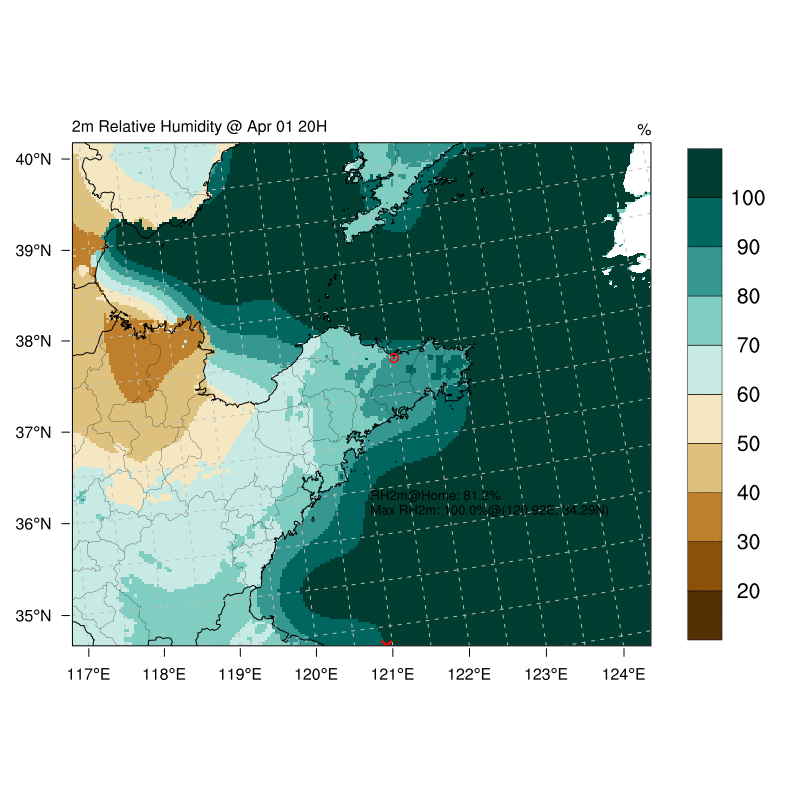 2m Relative Humidity @ Apr 01 20H
%
40°N
39°N
38°N
37°N
36°N
35°N
117°E
118°E
119°E
120°E
121°E
122°E
123°E
124°E
RH2m@Home: 81.2%
Max RH2m: 100.0%@(120.92E, 34.29N)
100
90
80
70
60
50
40
30
20